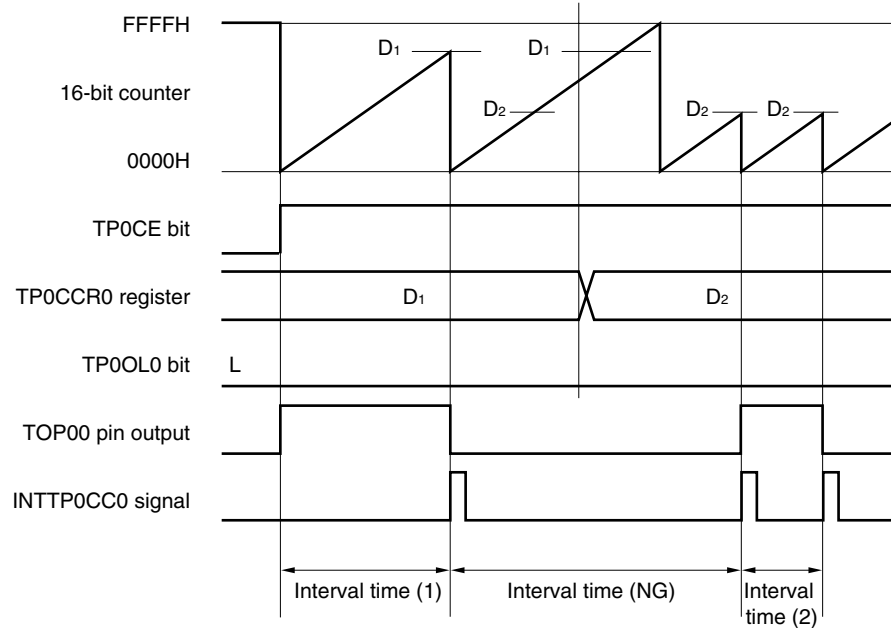 FFFFH
D1
D1
16-bit counter
D2
D2
D2
0000H
TP0CE bit
TP0CCR0 register
D1
D2
TP0OL0 bit
L
TOP00 pin output
INTTP0CC0 signal
Interval time (1)
Interval time (NG)
Interval
time (2)